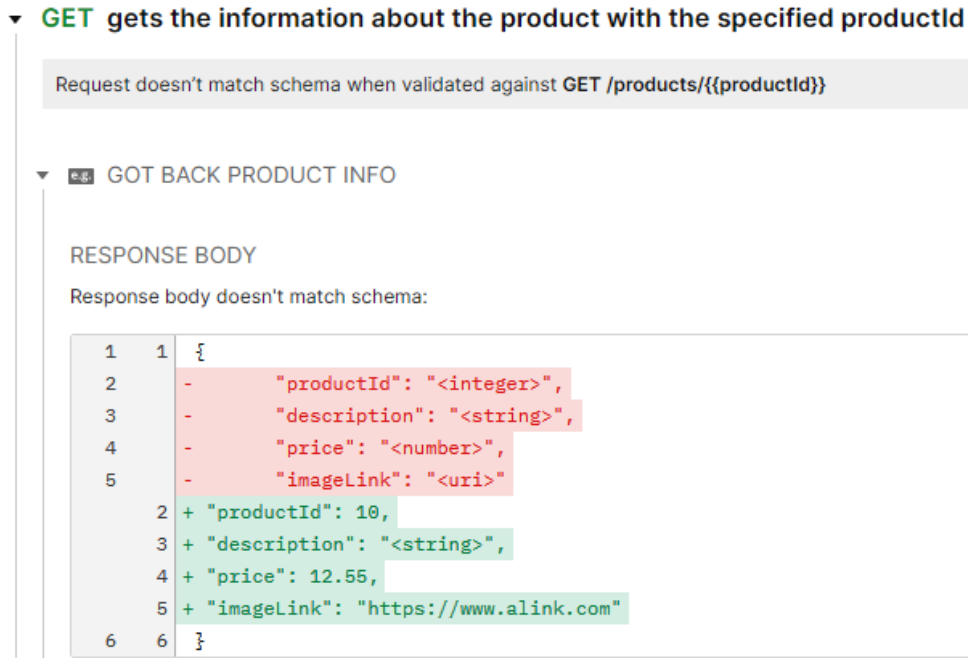 GET gets the information about the product with the specified productId
Request doesn’t match schema when validated against GET /products/{{productId}}
e.g. GOT BACK PRODUCT INFO
RESPONSE BODY
Response body doesn't match schema:
1 1 {
2 - "productId": "<integer>",
3 - "description": "<string>",
4 - "price": "<number>",
5 - "imageLink": "<uri>"
2 + "productId": 10,
3 + "description": "<string>",
4 + "price": 12.55,
5 + "imageLink": "https://www.alink.com"
6 6 }